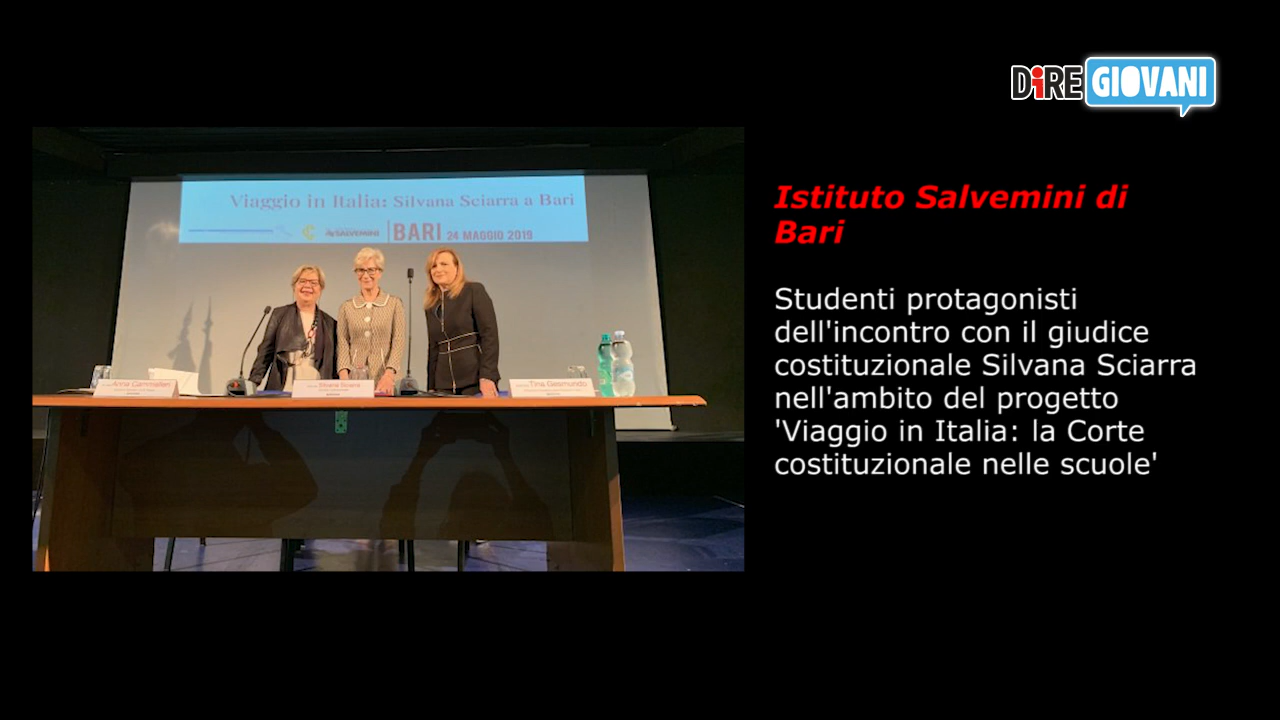 DiRE GIOVANI
Viaggio in Italia: Silvana Sciarra a Bari
SALVEMINI BARI 24 MAGGIO 2019
Anna Cammalleri
Silvana Sciarra
Tina Gesmundo
Istituto Salvemini di
Bari
Studenti protagonisti
dell'incontro con il giudice
costituzionale Silvana Sciarra
nell'ambito del progetto
'Viaggio in Italia: la Corte
costituzionale nelle scuole'